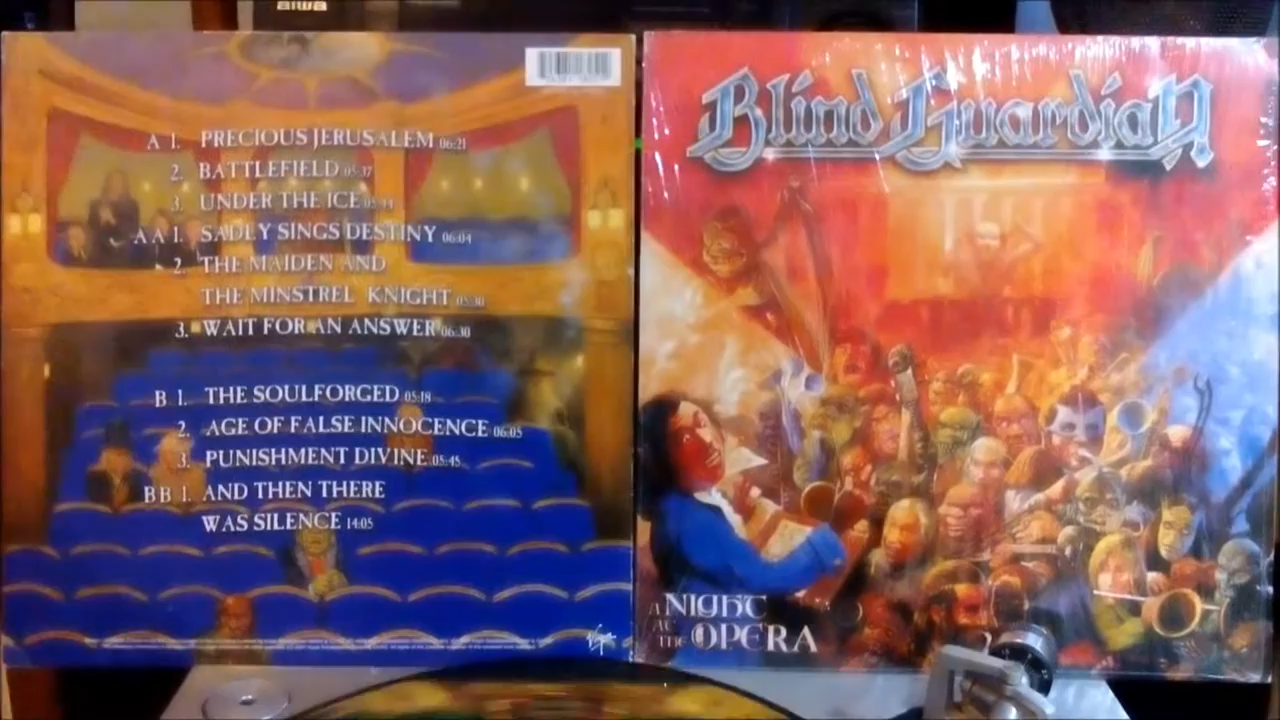 aiwa
A 1. PRECIOUS JERUSALEM 06:21
2. BATTLEFIELD 05:37
3. UNDER THE ICE 05:44
AA 1. SADLY SINGS DESTINY 06:04
2. THE MAIDEN AND
THE MINSTREL KNIGHT 05:30
3. WAIT FOR AN ANSWER 06:30
B 1. THE SOULFORGED 05:18
2. AGE OF FALSE INNOCENCE 06:05
3. PUNISHMENT DIVINE 05:45
BB 1. AND THEN THERE
WAS SILENCE 14:05
Virgin
Blind Guardian
A NIGHT
AT
THE OPERA